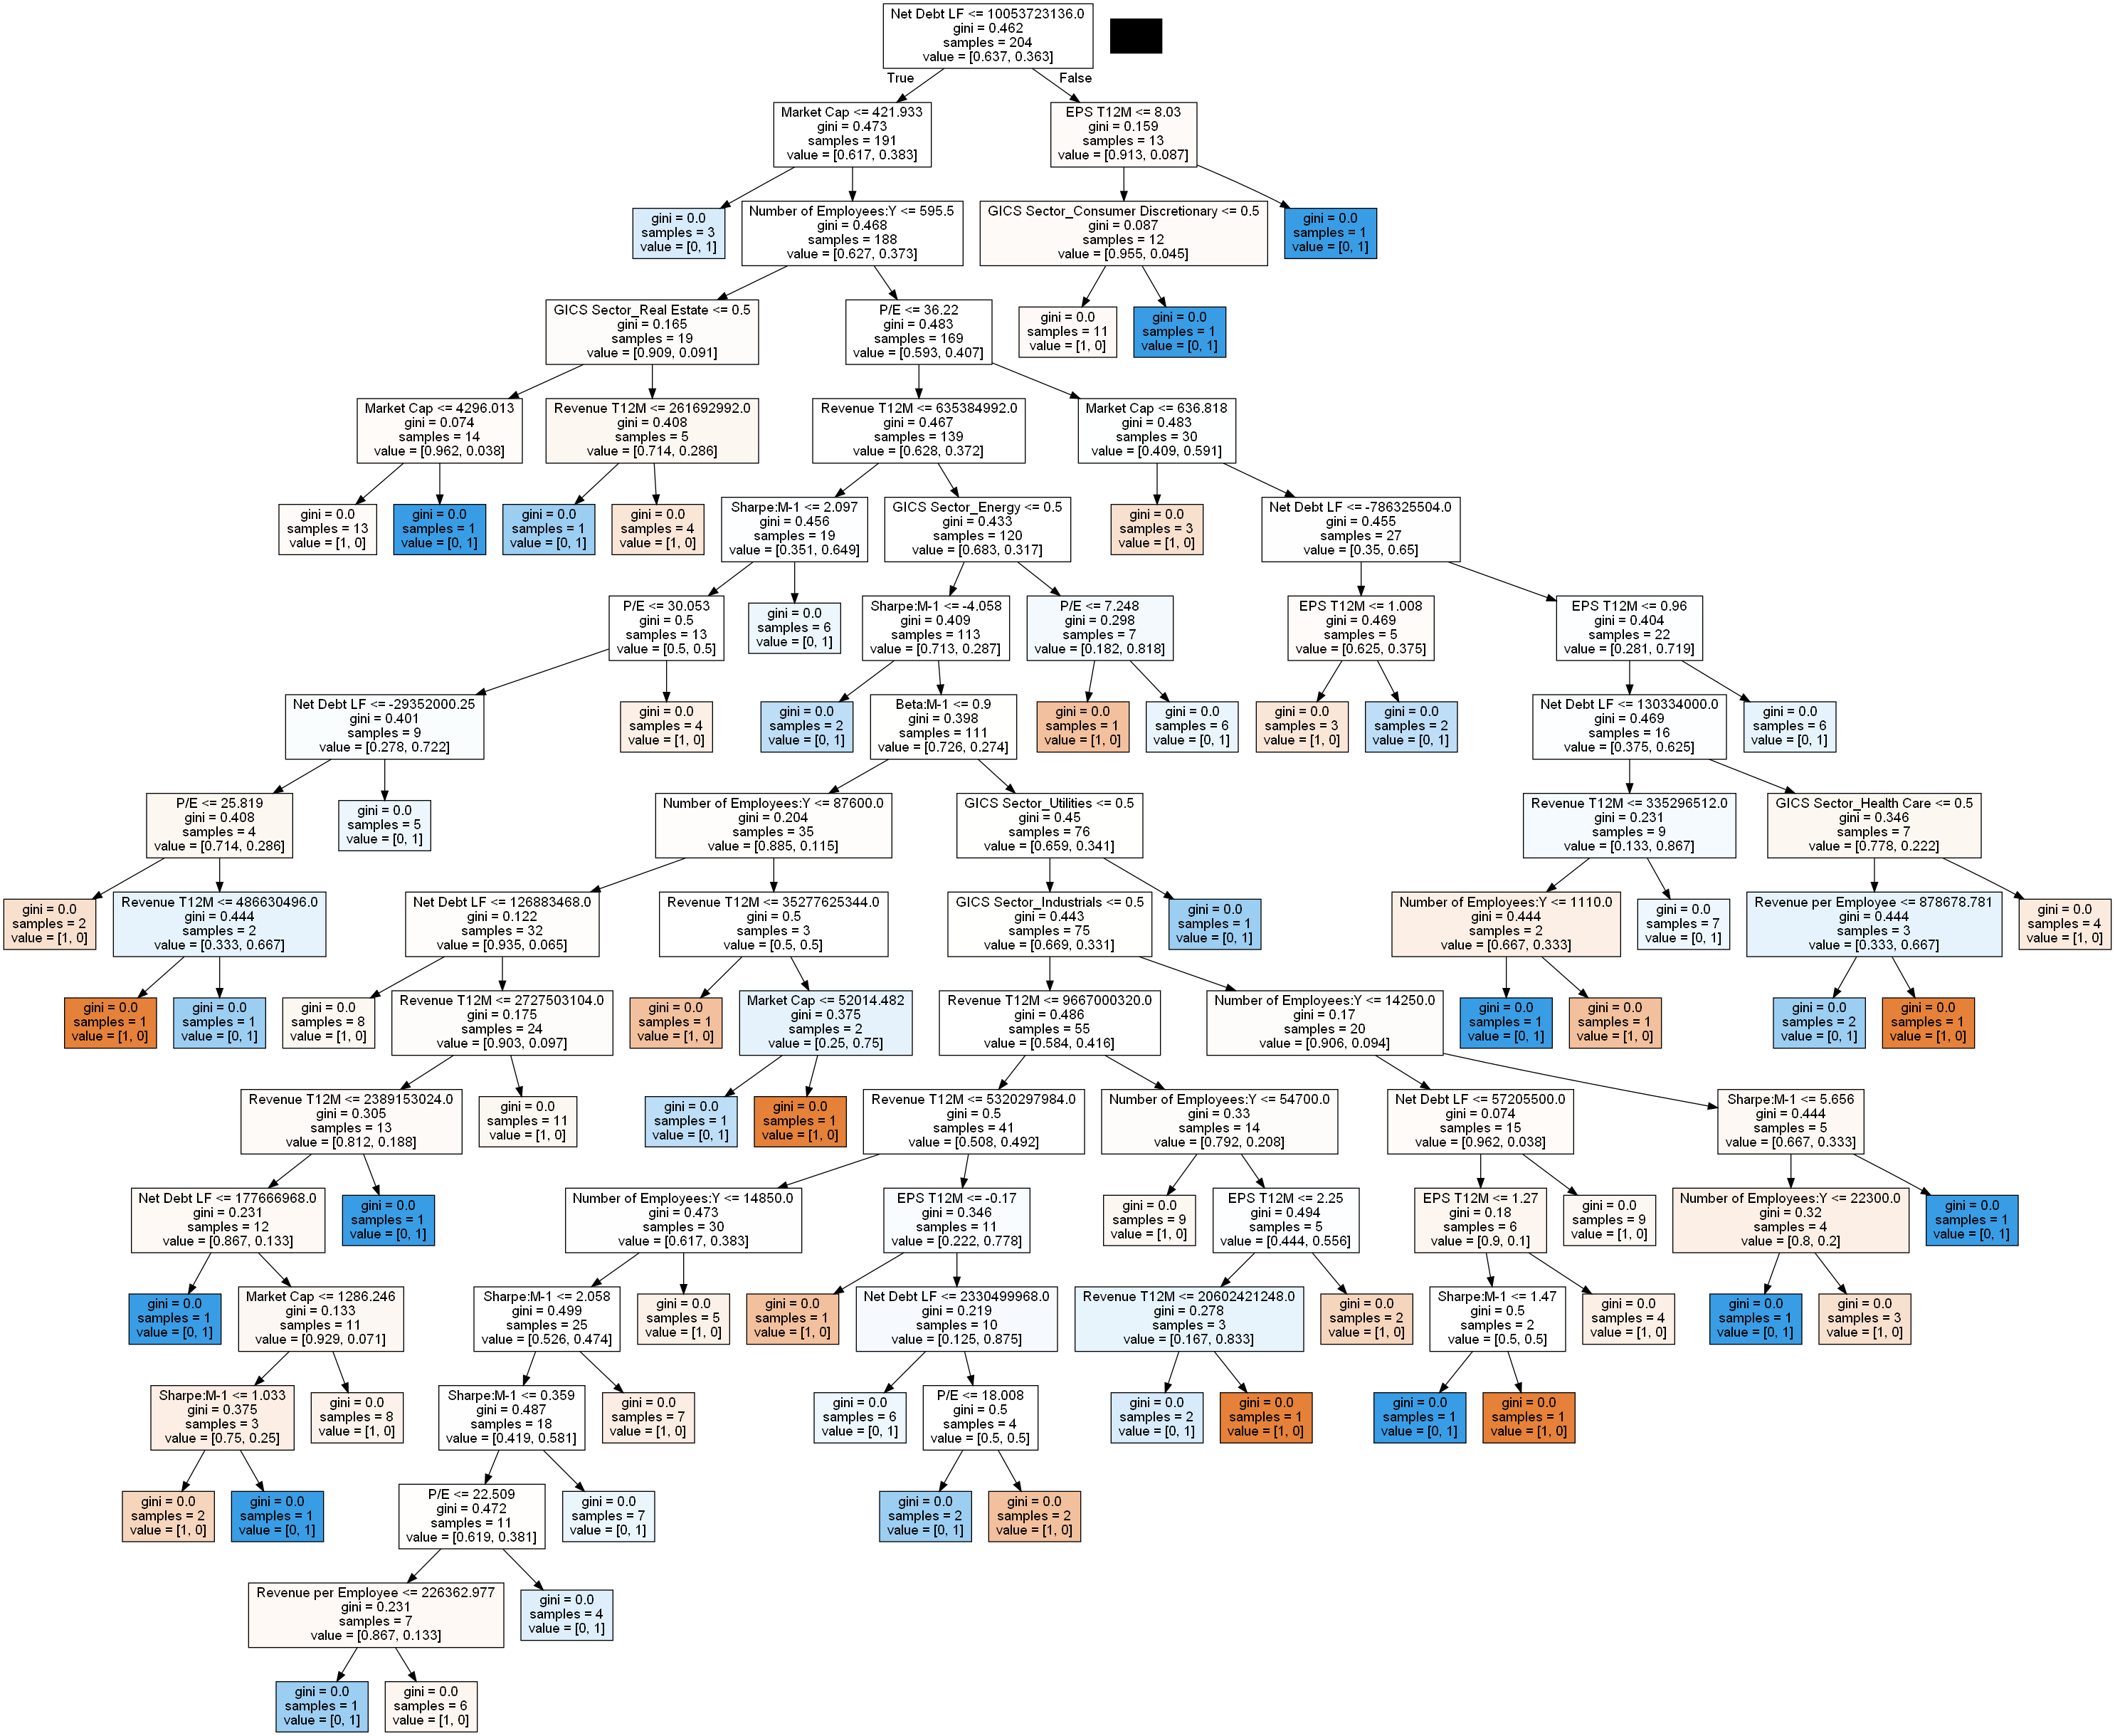 Net Debt LF <= 10053723136.0
gini = 0.462
samples = 204
value = [0.637, 0.363]
True
False
Market Cap <= 421.933
gini = 0.473
samples = 191
value = [0.617, 0.383]
EPS T12M <= 8.03
gini = 0.159
samples = 13
value = [0.913, 0.087]
gini = 0.0
samples = 3
value = [0, 1]
Number of Employees:Y <= 595.5
gini = 0.468
samples = 188
value = [0.627, 0.373]
GICS Sector_Consumer Discretionary <= 0.5
gini = 0.087
samples = 12
value = [0.955, 0.045]
gini = 0.0
samples = 1
value = [0, 1]
GICS Sector_Real Estate <= 0.5
gini = 0.165
samples = 19
value = [0.909, 0.091]
P/E <= 36.22
gini = 0.483
samples = 169
value = [0.593, 0.407]
gini = 0.0
samples = 11
value = [1, 0]
gini = 0.0
samples = 1
value = [0, 1]
Market Cap <= 4296.013
gini = 0.074
samples = 14
value = [0.962, 0.038]
Revenue T12M <= 261692992.0
gini = 0.408
samples = 5
value = [0.714, 0.286]
Revenue T12M <= 635384992.0
gini = 0.467
samples = 139
value = [0.628, 0.372]
Market Cap <= 636.818
gini = 0.483
samples = 30
value = [0.409, 0.591]
gini = 0.0
samples = 13
value = [1, 0]
gini = 0.0
samples = 1
value = [0, 1]
gini = 0.0
samples = 1
value = [0, 1]
gini = 0.0
samples = 4
value = [1, 0]
Sharpe:M-1 <= 2.097
gini = 0.456
samples = 19
value = [0.351, 0.649]
GICS Sector_Energy <= 0.5
gini = 0.433
samples = 120
value = [0.683, 0.317]
gini = 0.0
samples = 3
value = [1, 0]
Net Debt LF <= -786325504.0
gini = 0.455
samples = 27
value = [0.35, 0.65]
P/E <= 30.053
gini = 0.5
samples = 13
value = [0.5, 0.5]
gini = 0.0
samples = 6
value = [0, 1]
Sharpe:M-1 <= -4.058
gini = 0.409
samples = 113
value = [0.713, 0.287]
P/E <= 7.248
gini = 0.298
samples = 7
value = [0.182, 0.818]
EPS T12M <= 1.008
gini = 0.469
samples = 5
value = [0.625, 0.375]
EPS T12M <= 0.96
gini = 0.404
samples = 22
value = [0.281, 0.719]
Net Debt LF <= -29352000.25
gini = 0.401
samples = 9
value = [0.278, 0.722]
gini = 0.0
samples = 4
value = [1, 0]
gini = 0.0
samples = 2
value = [0, 1]
Beta:M-1 <= 0.9
gini = 0.398
samples = 111
value = [0.726, 0.274]
gini = 0.0
samples = 1
value = [1, 0]
gini = 0.0
samples = 6
value = [0, 1]
gini = 0.0
samples = 3
value = [1, 0]
gini = 0.0
samples = 2
value = [0, 1]
Net Debt LF <= 130334000.0
gini = 0.469
samples = 16
value = [0.375, 0.625]
gini = 0.0
samples = 6
value = [0, 1]
P/E <= 25.819
gini = 0.408
samples = 4
value = [0.714, 0.286]
gini = 0.0
samples = 5
value = [0, 1]
Number of Employees:Y <= 87600.0
gini = 0.204
samples = 35
value = [0.885, 0.115]
GICS Sector_Utilities <= 0.5
gini = 0.45
samples = 76
value = [0.659, 0.341]
Revenue T12M <= 335296512.0
gini = 0.231
samples = 9
value = [0.133, 0.867]
GICS Sector_Health Care <= 0.5
gini = 0.346
samples = 7
value = [0.778, 0.222]
gini = 0.0
samples = 2
value = [1, 0]
Revenue T12M <= 486630496.0
gini = 0.444
samples = 2
value = [0.333, 0.667]
Net Debt LF <= 126883468.0
gini = 0.122
samples = 32
value = [0.935, 0.065]
Revenue T12M <= 35277625344.0
gini = 0.5
samples = 3
value = [0.5, 0.5]
GICS Sector_Industrials <= 0.5
gini = 0.443
samples = 75
value = [0.669, 0.331]
gini = 0.0
samples = 1
value = [0, 1]
Number of Employees:Y <= 1110.0
gini = 0.444
samples = 2
value = [0.667, 0.333]
gini = 0.0
samples = 7
value = [0, 1]
Revenue per Employee <= 878678.781
gini = 0.444
samples = 3
value = [0.333, 0.667]
gini = 0.0
samples = 4
value = [1, 0]
gini = 0.0
samples = 1
value = [1, 0]
gini = 0.0
samples = 1
value = [0, 1]
gini = 0.0
samples = 8
value = [1, 0]
Revenue T12M <= 2727503104.0
gini = 0.175
samples = 24
value = [0.903, 0.097]
gini = 0.0
samples = 1
value = [1, 0]
Market Cap <= 52014.482
gini = 0.375
samples = 2
value = [0.25, 0.75]
Revenue T12M <= 9667000320.0
gini = 0.486
samples = 55
value = [0.584, 0.416]
Number of Employees:Y <= 14250.0
gini = 0.17
samples = 20
value = [0.906, 0.094]
gini = 0.0
samples = 1
value = [0, 1]
gini = 0.0
samples = 1
value = [1, 0]
gini = 0.0
samples = 2
value = [0, 1]
gini = 0.0
samples = 1
value = [1, 0]
Revenue T12M <= 2389153024.0
gini = 0.305
samples = 13
value = [0.812, 0.188]
gini = 0.0
samples = 11
value = [1, 0]
gini = 0.0
samples = 1
value = [0, 1]
gini = 0.0
samples = 1
value = [1, 0]
Revenue T12M <= 5320297984.0
gini = 0.5
samples = 41
value = [0.508, 0.492]
Number of Employees:Y <= 54700.0
gini = 0.33
samples = 14
value = [0.792, 0.208]
Net Debt LF <= 57205500.0
gini = 0.074
samples = 15
value = [0.962, 0.038]
Sharpe:M-1 <= 5.656
gini = 0.444
samples = 5
value = [0.667, 0.333]
Net Debt LF <= 177666968.0
gini = 0.231
samples = 12
value = [0.867, 0.133]
gini = 0.0
samples = 1
value = [0, 1]
Number of Employees:Y <= 14850.0
gini = 0.473
samples = 30
value = [0.617, 0.383]
EPS T12M <= -0.17
gini = 0.346
samples = 11
value = [0.222, 0.778]
gini = 0.0
samples = 9
value = [1, 0]
EPS T12M <= 2.25
gini = 0.494
samples = 5
value = [0.444, 0.556]
EPS T12M <= 1.27
gini = 0.18
samples = 6
value = [0.9, 0.1]
gini = 0.0
samples = 9
value = [1, 0]
Number of Employees:Y <= 22300.0
gini = 0.32
samples = 4
value = [0.8, 0.2]
gini = 0.0
samples = 1
value = [0, 1]
gini = 0.0
samples = 1
value = [0, 1]
Market Cap <= 1286.246
gini = 0.133
samples = 11
value = [0.929, 0.071]
Sharpe:M-1 <= 2.058
gini = 0.499
samples = 25
value = [0.526, 0.474]
gini = 0.0
samples = 5
value = [1, 0]
gini = 0.0
samples = 1
value = [1, 0]
Net Debt LF <= 2330499968.0
gini = 0.219
samples = 10
value = [0.125, 0.875]
Revenue T12M <= 20602421248.0
gini = 0.278
samples = 3
value = [0.167, 0.833]
gini = 0.0
samples = 2
value = [1, 0]
Sharpe:M-1 <= 1.47
gini = 0.5
samples = 2
value = [0.5, 0.5]
gini = 0.0
samples = 4
value = [1, 0]
gini = 0.0
samples = 1
value = [0, 1]
gini = 0.0
samples = 3
value = [1, 0]
Sharpe:M-1 <= 1.033
gini = 0.375
samples = 3
value = [0.75, 0.25]
gini = 0.0
samples = 8
value = [1, 0]
Sharpe:M-1 <= 0.359
gini = 0.487
samples = 18
value = [0.419, 0.581]
gini = 0.0
samples = 7
value = [1, 0]
gini = 0.0
samples = 6
value = [0, 1]
P/E <= 18.008
gini = 0.5
samples = 4
value = [0.5, 0.5]
gini = 0.0
samples = 2
value = [0, 1]
gini = 0.0
samples = 1
value = [1, 0]
gini = 0.0
samples = 1
value = [0, 1]
gini = 0.0
samples = 1
value = [1, 0]
gini = 0.0
samples = 2
value = [1, 0]
gini = 0.0
samples = 1
value = [0, 1]
P/E <= 22.509
gini = 0.472
samples = 11
value = [0.619, 0.381]
gini = 0.0
samples = 7
value = [0, 1]
gini = 0.0
samples = 2
value = [0, 1]
gini = 0.0
samples = 2
value = [1, 0]
Revenue per Employee <= 226362.977
gini = 0.231
samples = 7
value = [0.867, 0.133]
gini = 0.0
samples = 4
value = [0, 1]
gini = 0.0
samples = 1
value = [0, 1]
gini = 0.0
samples = 6
value = [1, 0]